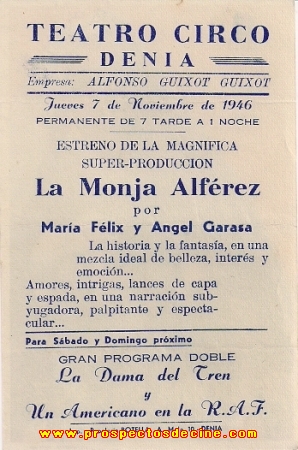 TEATRO CIRCO
DENIA
Empresa: ALFONSO GUIXOT GUIXOT
Jueves 7 de Noviembre de 1946
PERMANENTE DE 7 TARDE A 1 NOCHE
ESTRENO DE LA MAGNIFICA
SUPER-PRODUCCION
La Monja Alférez
por
María Félix y Angel Garasa
La historia y la fantasía, en una
mezcla ideal de belleza, interés y
emoción...
Amores, intrigas, lances de capa
y espada, en una narración sub-
yugadora, palpitante y especta-
cular...
Para Sábado y Domingo próximo
GRAN PROGRAMA DOBLE
La Dama del Tren
y
Un Americano en la R.A.F.
BOTELLA DENIA
www.prospectosdecine.com